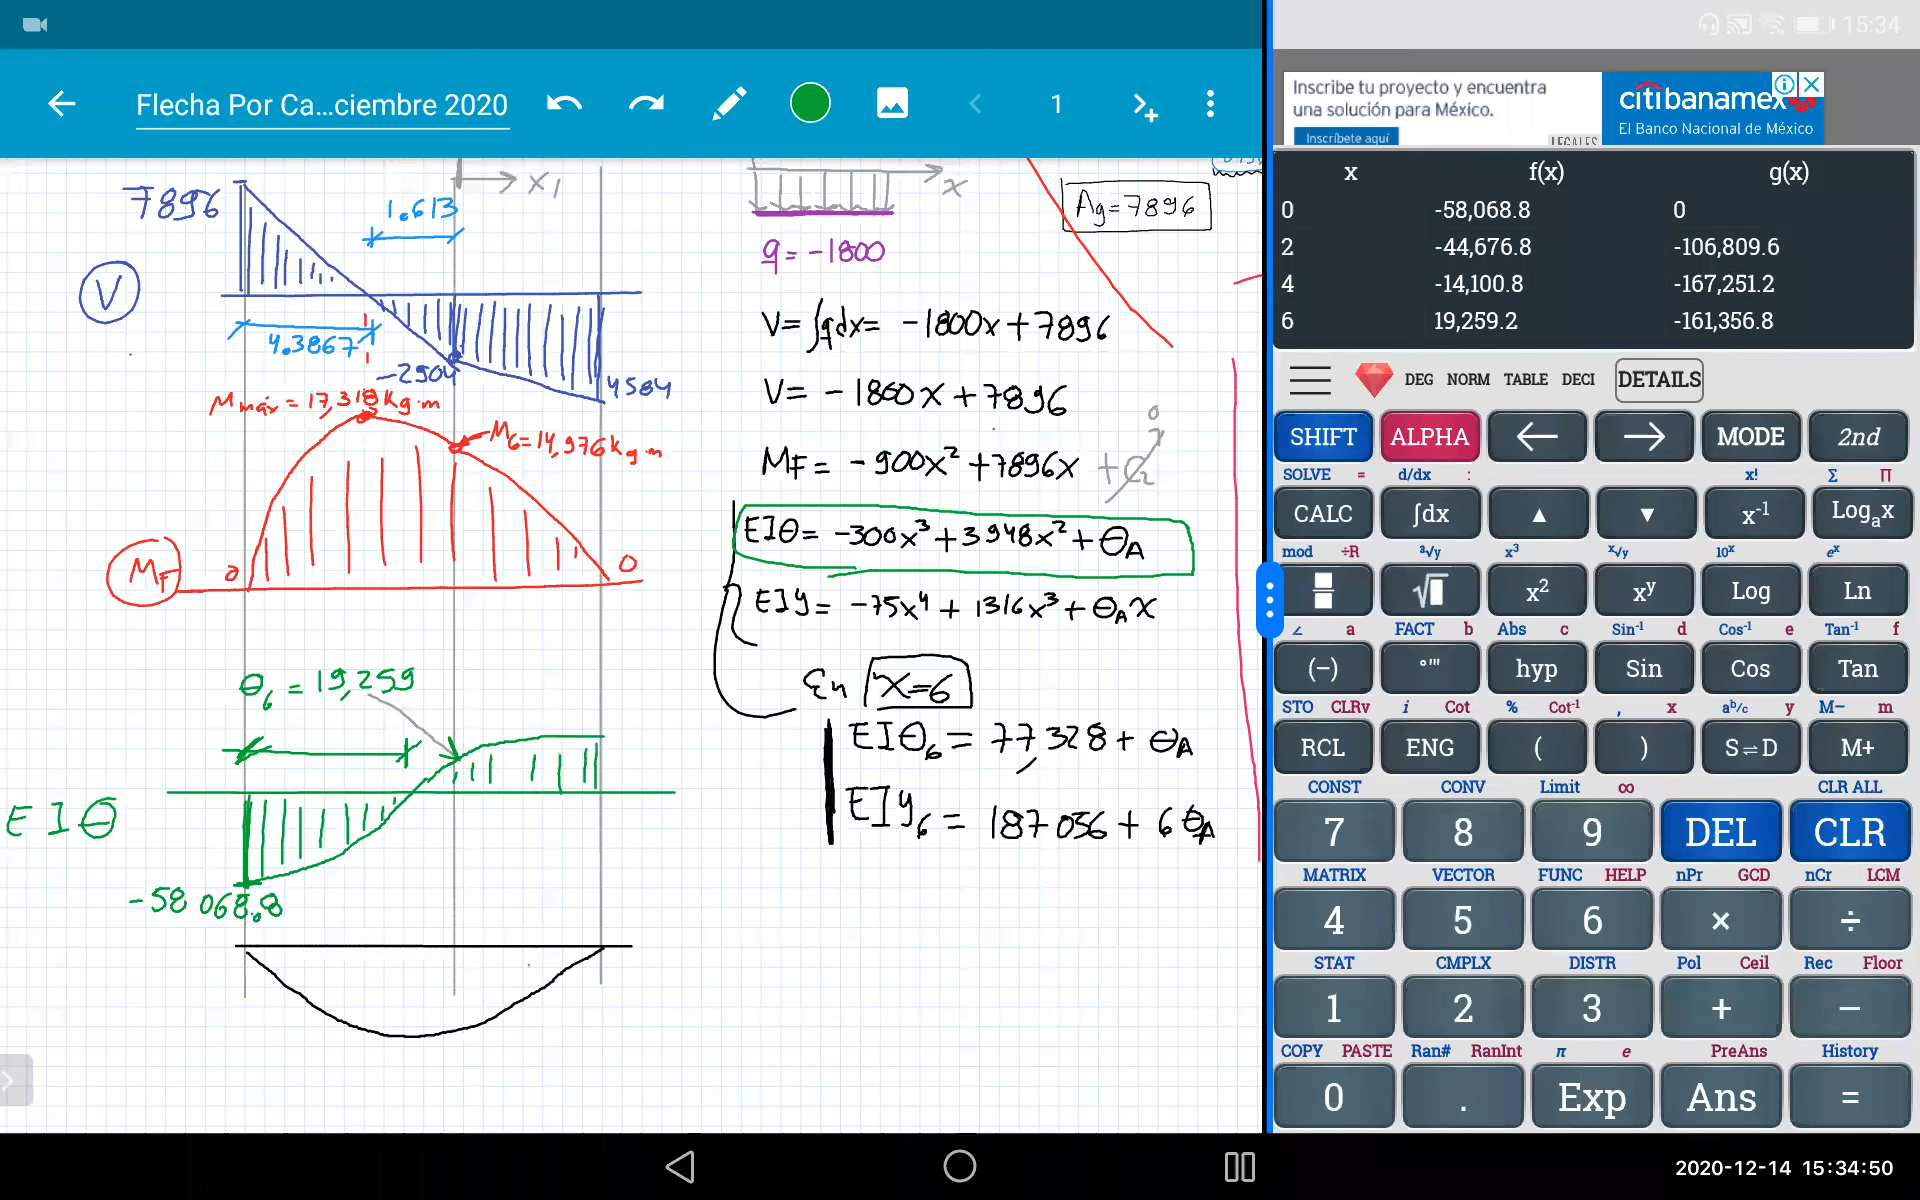 15:34
Flecha Por Ca...ciembre 2020
1
Inscribe tu proyecto y encuentra
una solución para México.
Inscríbete aquí
LEGALES
citibanamex
El Banco Nacional de México
7896
1.613
x1
V
4.3867
-2904
4584
Mmáx = 17,318 Kg·m
M6 = 14,976 kg·m
MF
0
0
θ6 = 19,259
EIθ
-58 068.8
x
Ag = 7896
q = -1800
V = ∫qdx = -1800x + 7896
V = -1800x + 7896
MF = -900x² + 7896x + C2
0
EIθ = -300x³ + 3948x² + θA
EIy = -75x⁴ + 1316x³ + θAx
En x=6
EIθ6 = 77,328 + θA
EIy6 = 187056 + 6θA
x f(x) g(x)
0 -58,068.8 0
2 -44,676.8 -106,809.6
4 -14,100.8 -167,251.2
6 19,259.2 -161,356.8
DEG NORM TABLE DECI DETAILS
SHIFT ALPHA ← → MODE 2nd
SOLVE = d/dx : x! Σ Π
CALC ∫dx ▲ ▼ x⁻¹ Logₐx
mod ÷R ³√y x³ ˣ√y 10ˣ eˣ
√ x² xʸ Log Ln
∠ a FACT b Abs c Sin⁻¹ d Cos⁻¹ e Tan⁻¹ f
(−) °'" hyp Sin Cos Tan
STO CLRv i Cot % Cot⁻¹ , x aᵇ/c y M− m
RCL ENG ( ) S⇌D M+
CONST CONV Limit ∞ CLR ALL
7 8 9 DEL CLR
MATRIX VECTOR FUNC HELP nPr GCD nCr LCM
4 5 6 × ÷
STAT CMPLX DISTR Pol Ceil Rec Floor
1 2 3 + −
COPY PASTE Ran# RanInt π e PreAns History
0 . Exp Ans =
2020-12-14 15:34:50